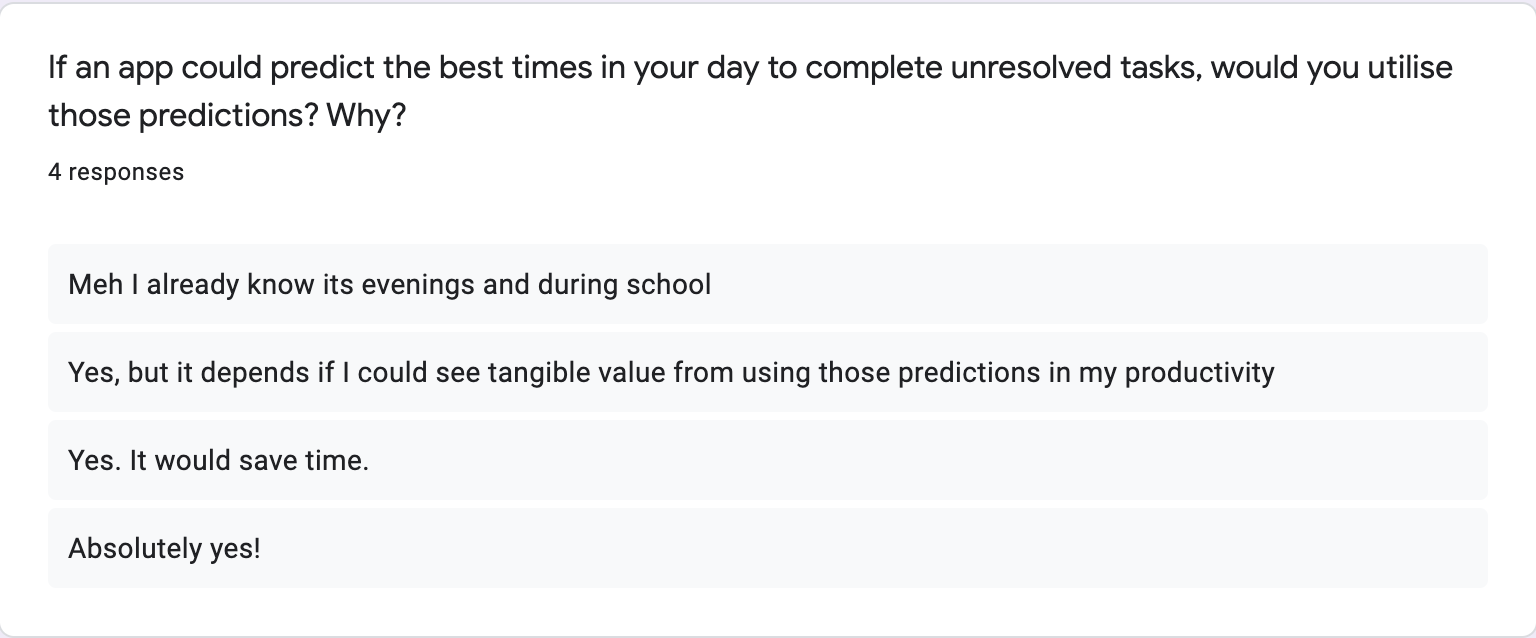 If an app could predict the best times in your day to complete unresolved tasks, would you utilise
those predictions? Why?
4 responses
Meh I already know its evenings and during school
Yes, but it depends if I could see tangible value from using those predictions in my productivity
Yes. It would save time.
Absolutely yes!